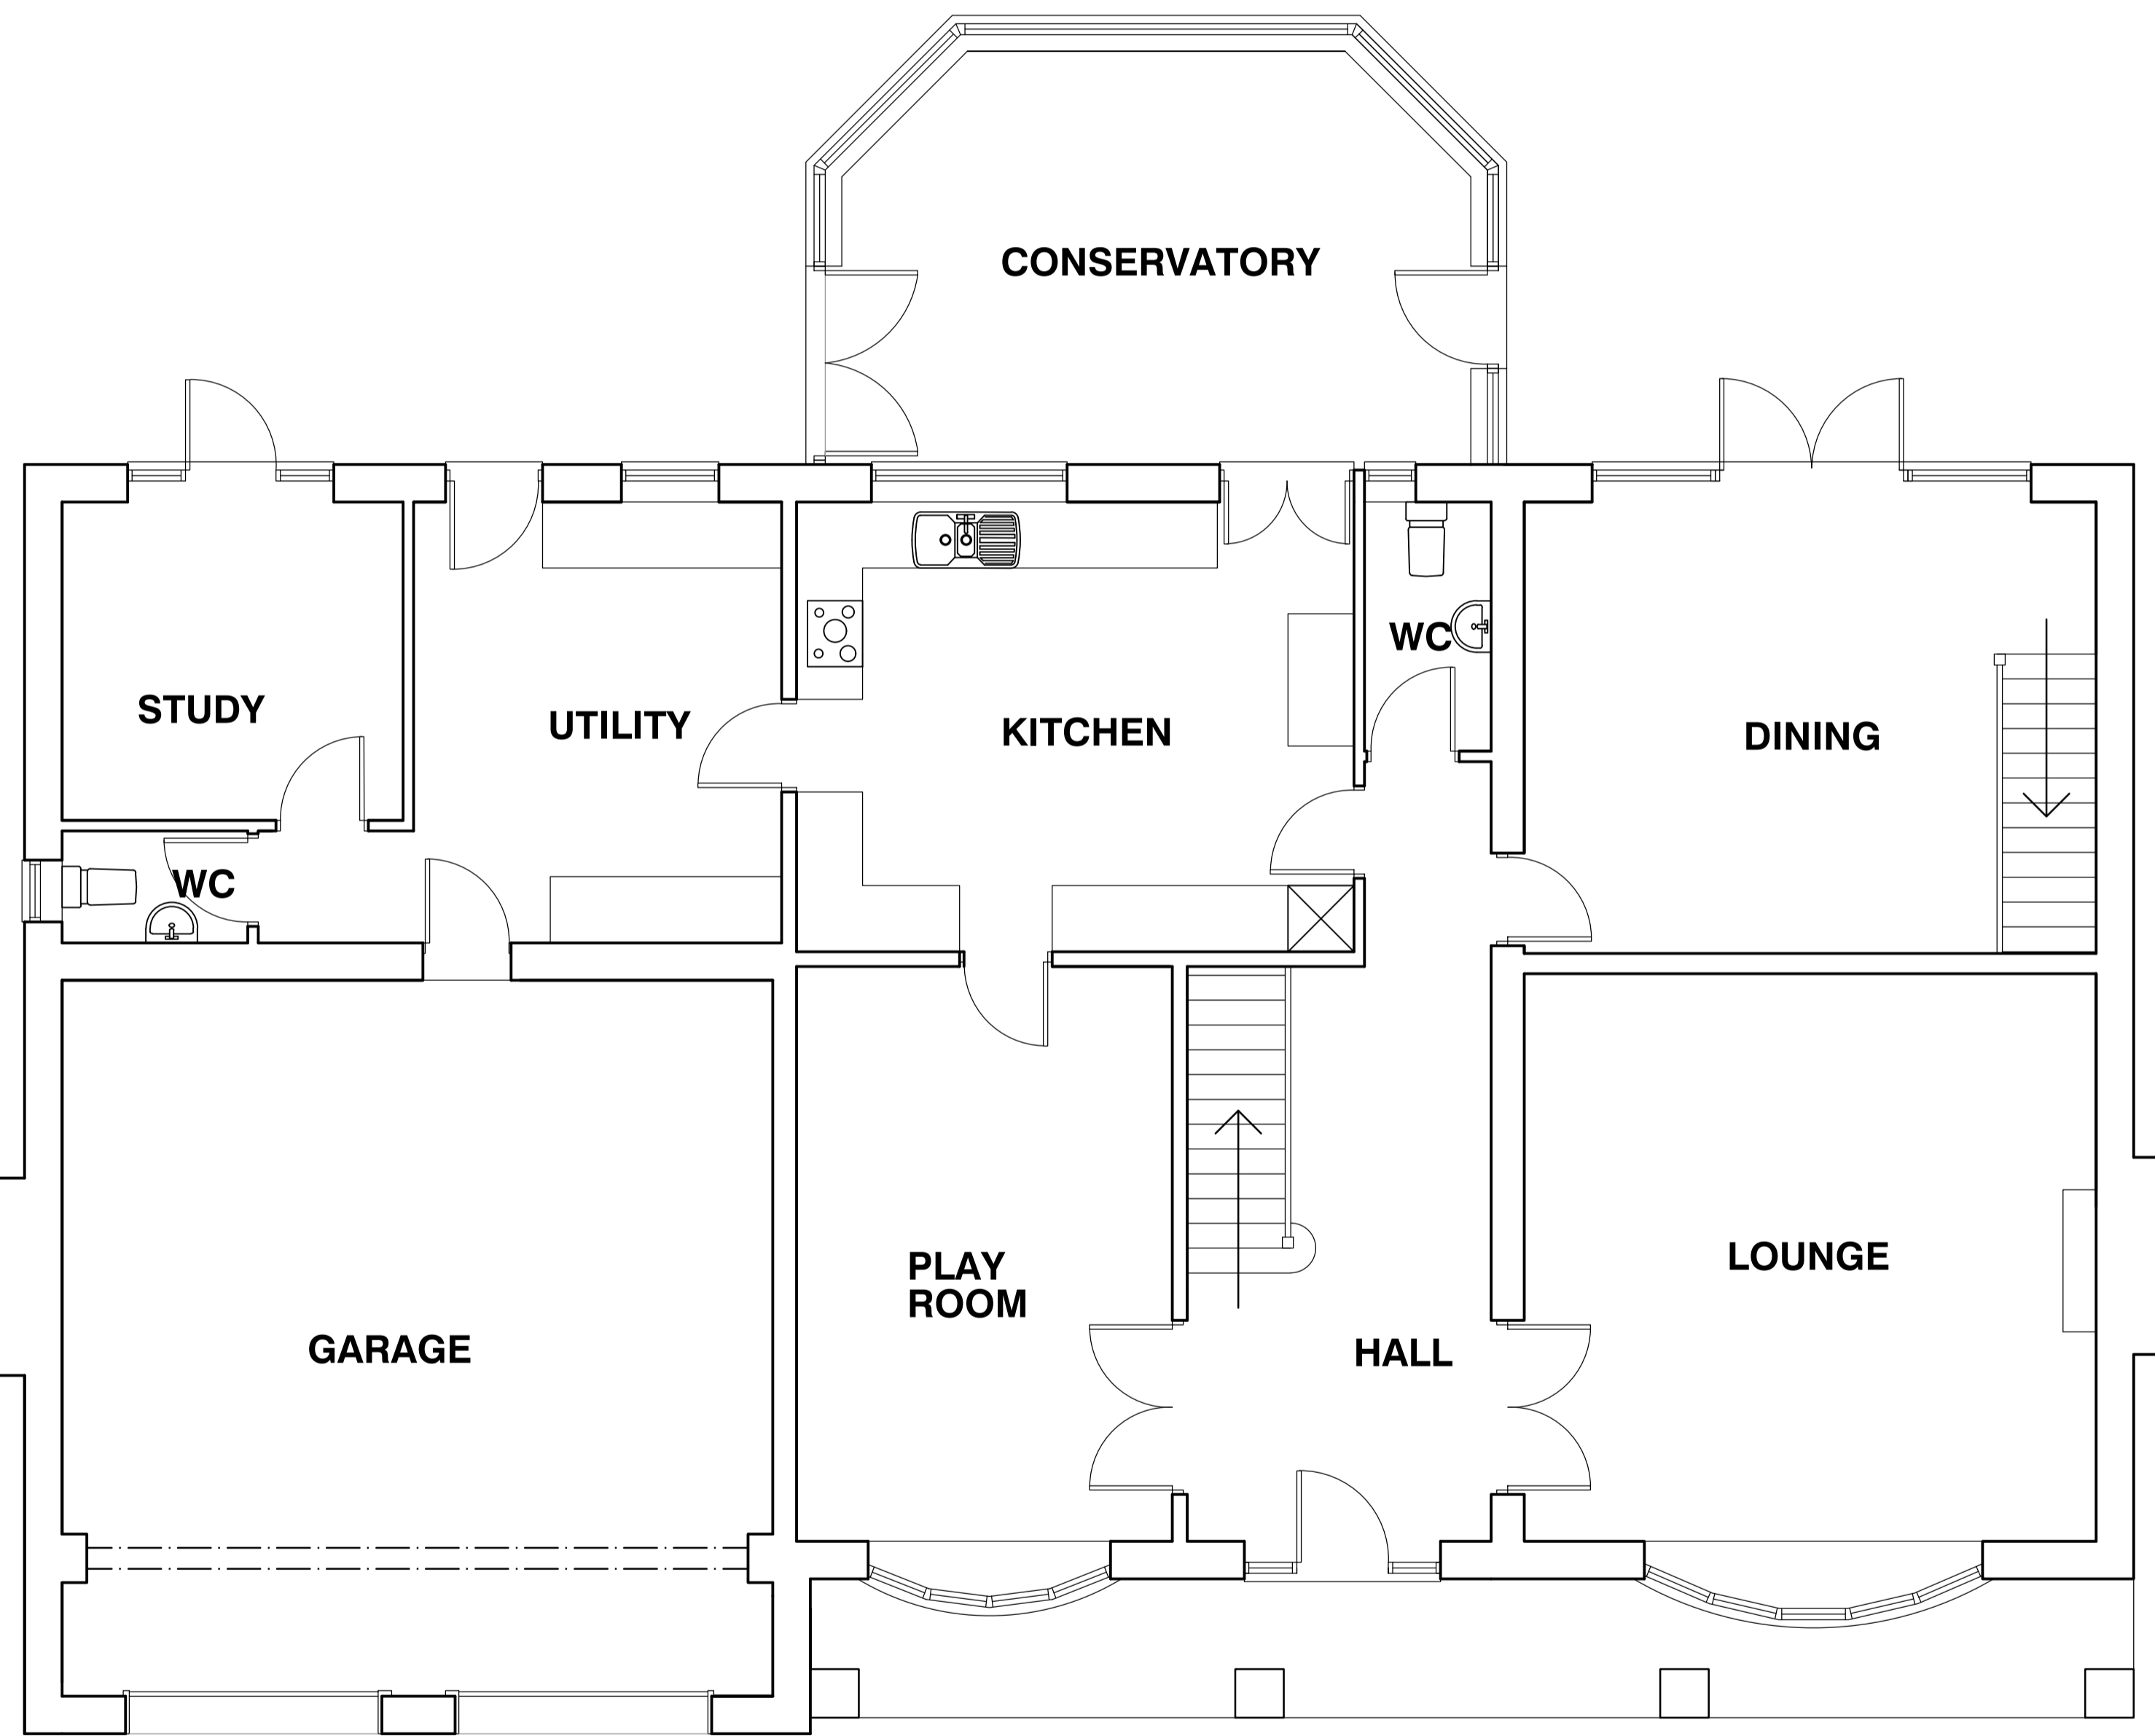 CONSERVATORY
WC
STUDY
UTILITY
KITCHEN
DINING
WC
PLAY
ROOM
LOUNGE
GARAGE
HALL